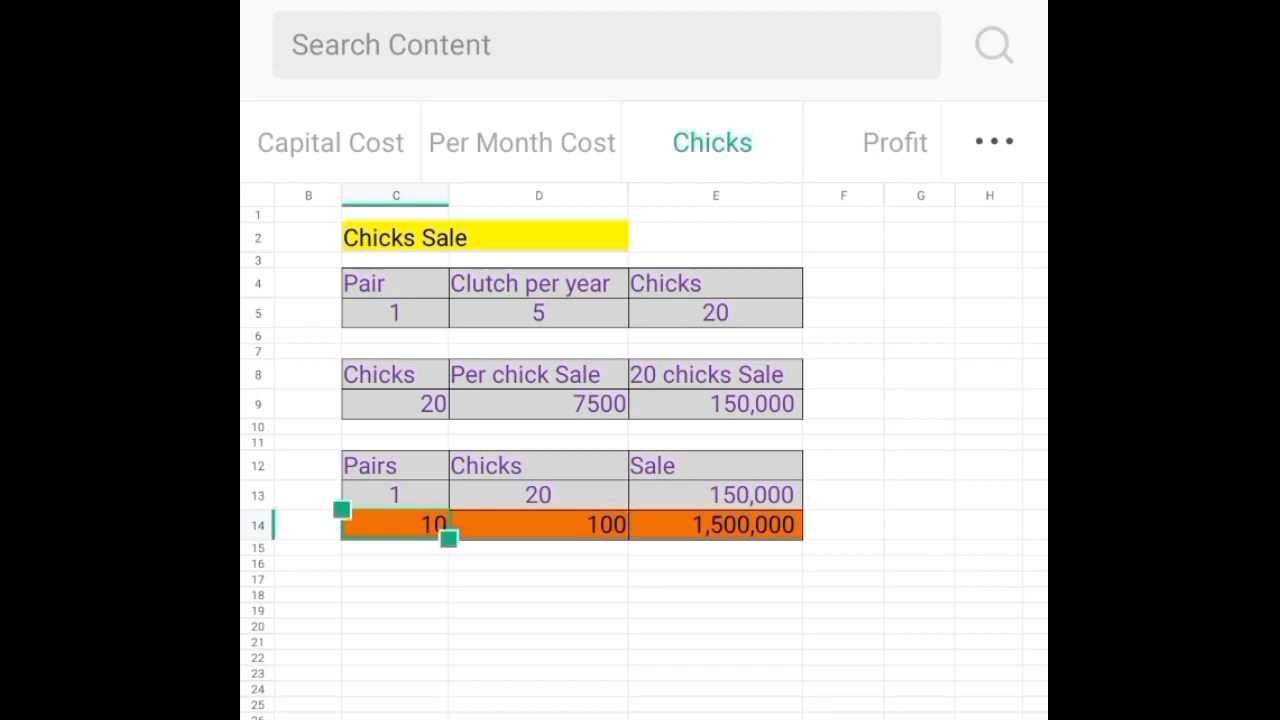 Search Content
Capital Cost Per Month Cost Chicks Profit
B C D E F G H
1
2 Chicks Sale
3
4 Pair Clutch per year Chicks
5 1 5 20
6
7
8 Chicks Per chick Sale 20 chicks Sale
9 20 7500 150,000
10
11
12 Pairs Chicks Sale
13 1 20 150,000
14 10 100 1,500,000
15
16
17
18
19
20
21
22
23
24
25
26